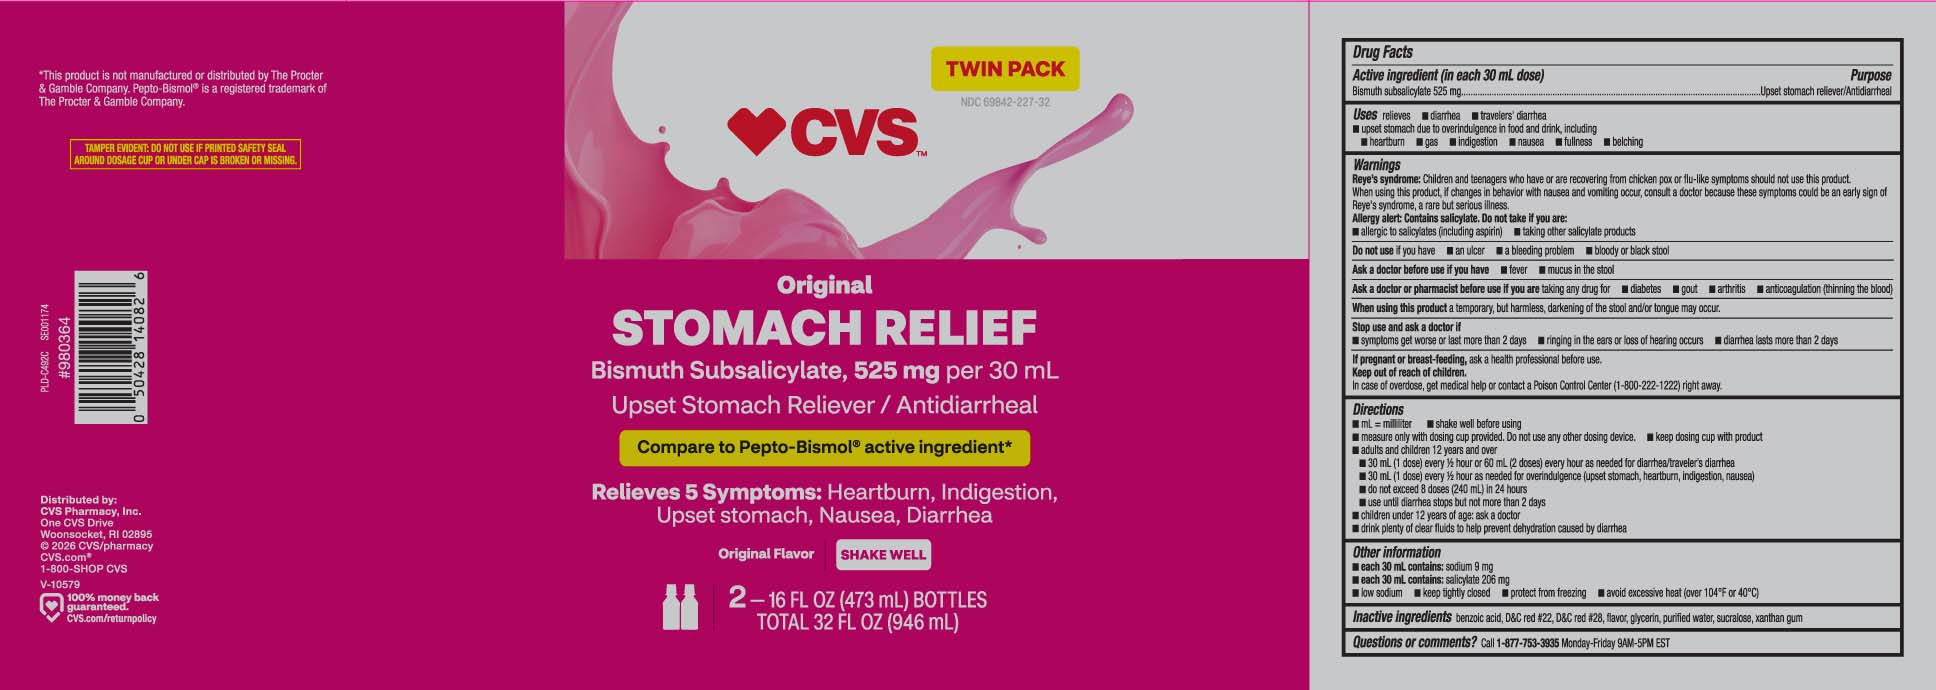 *This product is not manufactured or distributed by The Procter
& Gamble Company. Pepto-Bismol® is a registered trademark of
The Procter & Gamble Company.
TAMPER EVIDENT: DO NOT USE IF PRINTED SAFETY SEAL
AROUND DOSAGE CUP OR UNDER CAP IS BROKEN OR MISSING.
PLD-C492C SE001174
#980364
0 50428 14082 6
Distributed by:
CVS Pharmacy, Inc.
One CVS Drive
Woonsocket, RI 02895
© 2026 CVS/pharmacy
CVS.com®
1-800-SHOP CVS
V-10579
100% money back
guaranteed.
CVS.com/returnpolicy
TWIN PACK
NDC 69842-227-32
CVS™
Original
STOMACH RELIEF
Bismuth Subsalicylate, 525 mg per 30 mL
Upset Stomach Reliever / Antidiarrheal
Compare to Pepto-Bismol® active ingredient*
Relieves 5 Symptoms: Heartburn, Indigestion,
Upset stomach, Nausea, Diarrhea
Original Flavor SHAKE WELL
2 – 16 FL OZ (473 mL) BOTTLES
TOTAL 32 FL OZ (946 mL)
Drug Facts
Active ingredient (in each 30 mL dose) Purpose
Bismuth subsalicylate 525 mg.....Upset stomach reliever/Antidiarrheal
Uses relieves ■ diarrhea ■ travelers' diarrhea
■ upset stomach due to overindulgence in food and drink, including
■ heartburn ■ gas ■ indigestion ■ nausea ■ fullness ■ belching
Warnings
Reye's syndrome: Children and teenagers who have or are recovering from chicken pox or flu-like symptoms should not use this product.
When using this product, if changes in behavior with nausea and vomiting occur, consult a doctor because these symptoms could be an early sign of
Reye's syndrome, a rare but serious illness.
Allergy alert: Contains salicylate. Do not take if you are:
■ allergic to salicylates (including aspirin) ■ taking other salicylate products
Do not use if you have ■ an ulcer ■ a bleeding problem ■ bloody or black stool
Ask a doctor before use if you have ■ fever ■ mucus in the stool
Ask a doctor or pharmacist before use if you are taking any drug for ■ diabetes ■ gout ■ arthritis ■ anticoagulation (thinning the blood)
When using this product a temporary, but harmless, darkening of the stool and/or tongue may occur.
Stop use and ask a doctor if
■ symptoms get worse or last more than 2 days ■ ringing in the ears or loss of hearing occurs ■ diarrhea lasts more than 2 days
If pregnant or breast-feeding, ask a health professional before use.
Keep out of reach of children.
In case of overdose, get medical help or contact a Poison Control Center (1-800-222-1222) right away.
Directions
■ mL = milliliter ■ shake well before using
■ measure only with dosing cup provided. Do not use any other dosing device. ■ keep dosing cup with product
■ adults and children 12 years and over
■ 30 mL (1 dose) every ½ hour or 60 mL (2 doses) every hour as needed for diarrhea/traveler's diarrhea
■ 30 mL (1 dose) every ½ hour as needed for overindulgence (upset stomach, heartburn, indigestion, nausea)
■ do not exceed 8 doses (240 mL) in 24 hours
■ use until diarrhea stops but not more than 2 days
■ children under 12 years of age: ask a doctor
■ drink plenty of clear fluids to help prevent dehydration caused by diarrhea
Other information
■ each 30 mL contains: sodium 9 mg
■ each 30 mL contains: salicylate 206 mg
■ low sodium ■ keep tightly closed ■ protect from freezing ■ avoid excessive heat (over 104°F or 40°C)
Inactive ingredients benzoic acid, D&C red #22, D&C red #28, flavor, glycerin, purified water, sucralose, xanthan gum
Questions or comments? Call 1-877-753-3935 Monday-Friday 9AM-5PM EST